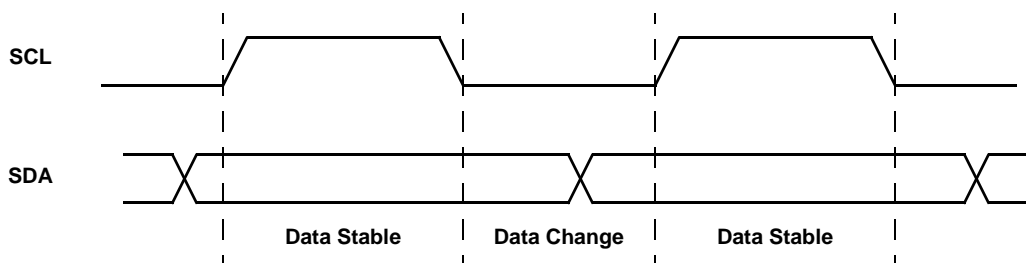 SCL
SDA
Data Stable
Data Change
Data Stable